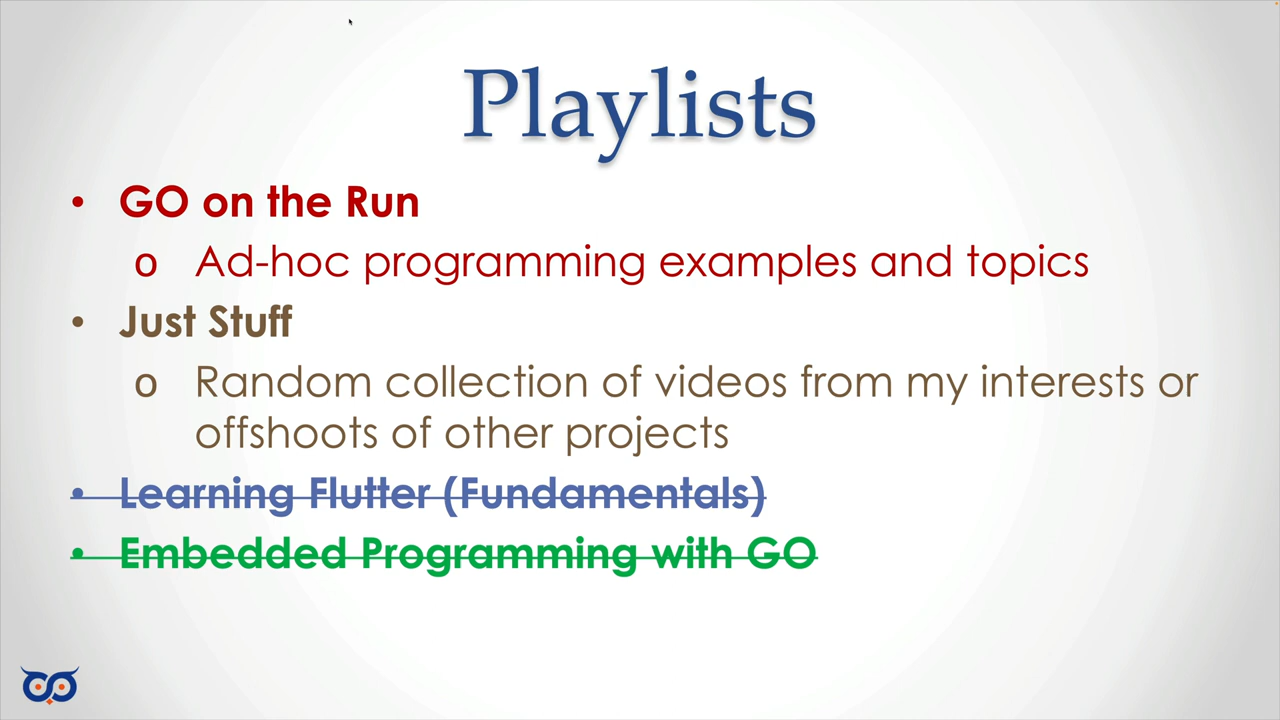 Playlists
• GO on the Run
o Ad-hoc programming examples and topics
• Just Stuff
o Random collection of videos from my interests or
offshoots of other projects
• Learning Flutter (Fundamentals)
• Embedded Programming with GO